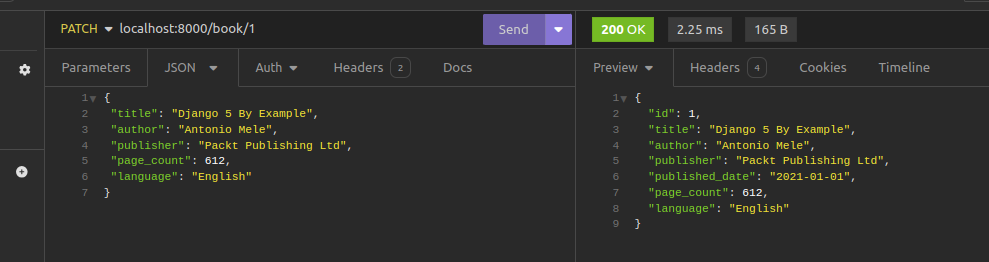 PATCH localhost:8000/book/1 Send
200 OK 2.25 ms 165 B
Parameters JSON Auth Headers 2 Docs
Preview Headers 4 Cookies Timeline
1 {
2 "title": "Django 5 By Example",
3 "author": "Antonio Mele",
4 "publisher": "Packt Publishing Ltd",
5 "page_count": 612,
6 "language": "English"
7 }
1 {
2 "id": 1,
3 "title": "Django 5 By Example",
4 "author": "Antonio Mele",
5 "publisher": "Packt Publishing Ltd",
6 "published_date": "2021-01-01",
7 "page_count": 612,
8 "language": "English"
9 }